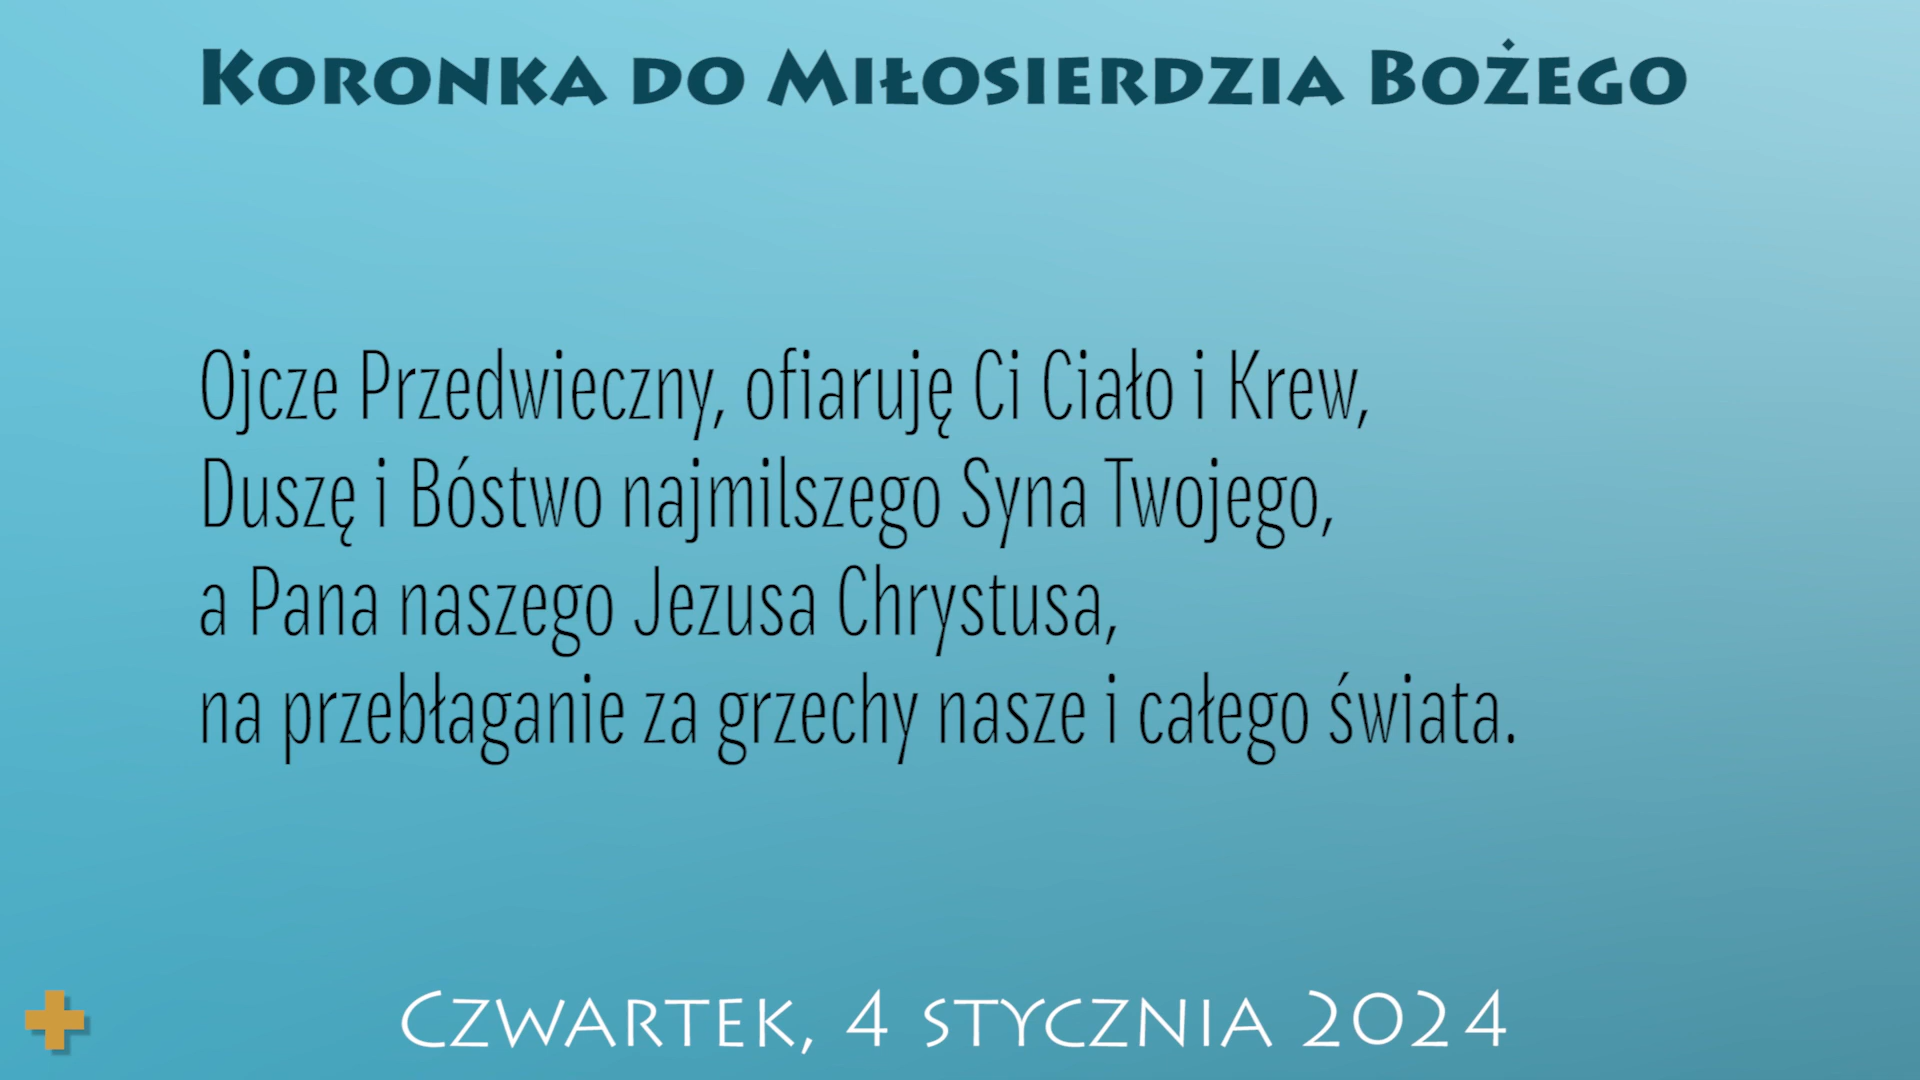 Koronka do Miłosierdzia Bożego
Ojcze Przedwieczny, ofiaruję Ci Ciało i Krew,
Duszę i Bóstwo najmilszego Syna Twojego,
a Pana naszego Jezusa Chrystusa,
na przebłaganie za grzechy nasze i całego świata.
Czwartek, 4 stycznia 2024